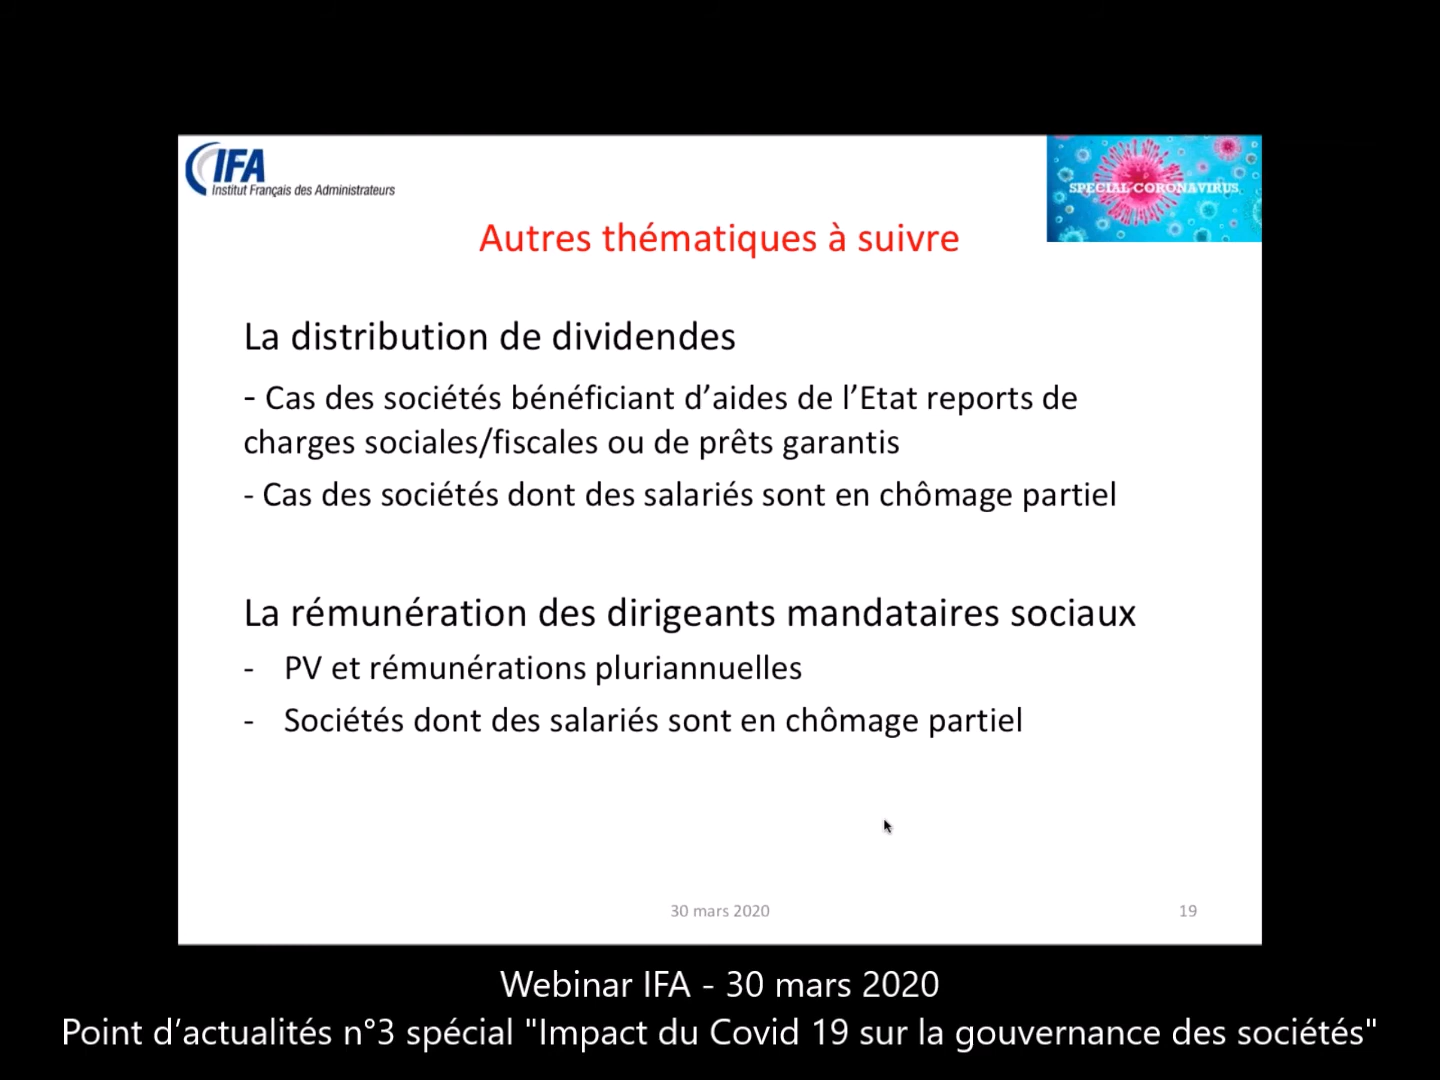 IFA
Institut Français des Administrateurs
SPECIAL CORONAVIRUS
Autres thématiques à suivre
La distribution de dividendes
- Cas des sociétés bénéficiant d’aides de l’Etat reports de
charges sociales/fiscales ou de prêts garantis
- Cas des sociétés dont des salariés sont en chômage partiel
La rémunération des dirigeants mandataires sociaux
- PV et rémunérations pluriannuelles
- Sociétés dont des salariés sont en chômage partiel
30 mars 2020
19
Webinar IFA - 30 mars 2020
Point d’actualités n°3 spécial "Impact du Covid 19 sur la gouvernance des sociétés"